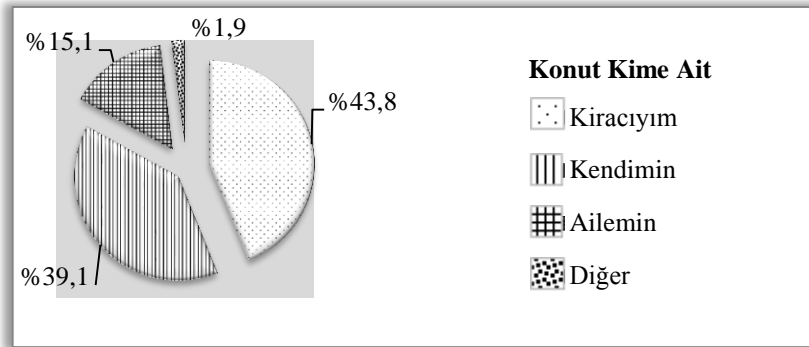 %1,9
%15,1
%43,8
%39,1
Konut Kime Ait
Kiracıyım
Kendimin
Ailemin
Diğer